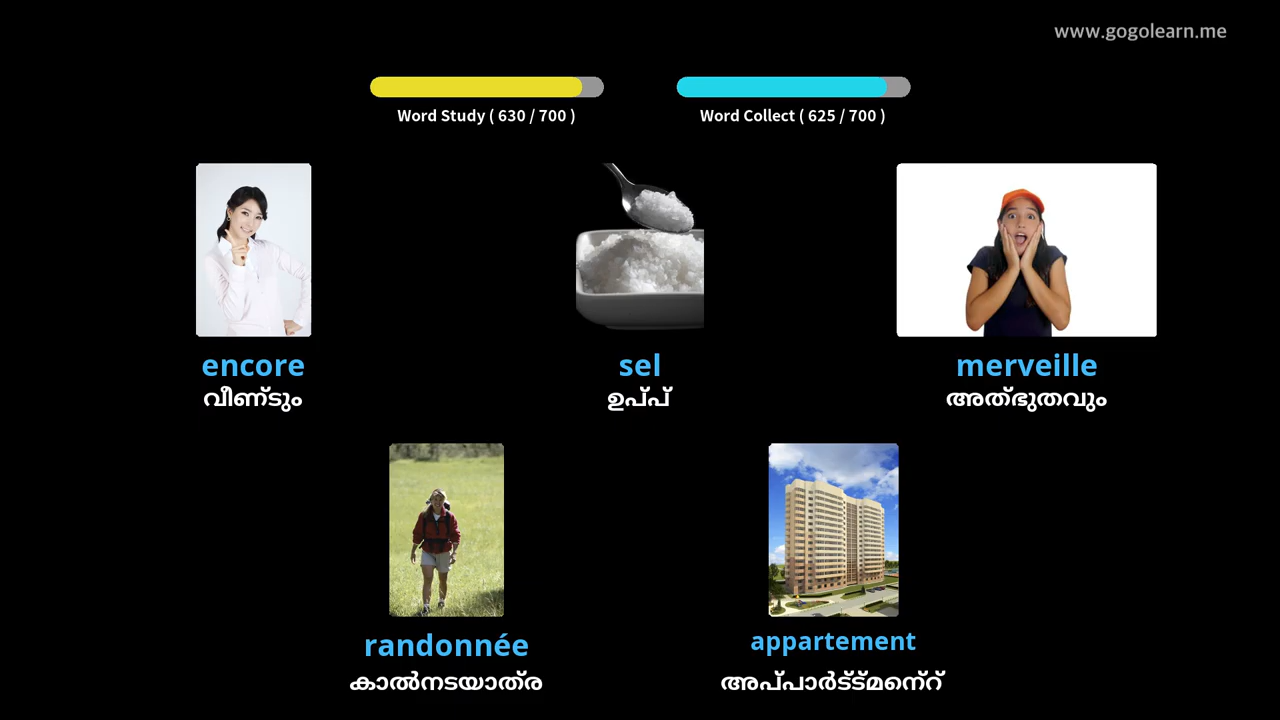 www.gogolearn.me
Word Study ( 630 / 700 )
Word Collect ( 625 / 700 )
encore
വീണ്ടും
sel
ഉപ്പ്
merveille
അത്ഭുതവും
randonnée
കാൽനടയാത്ര
appartement
അപ്പാർട്ട്മെന്റ്